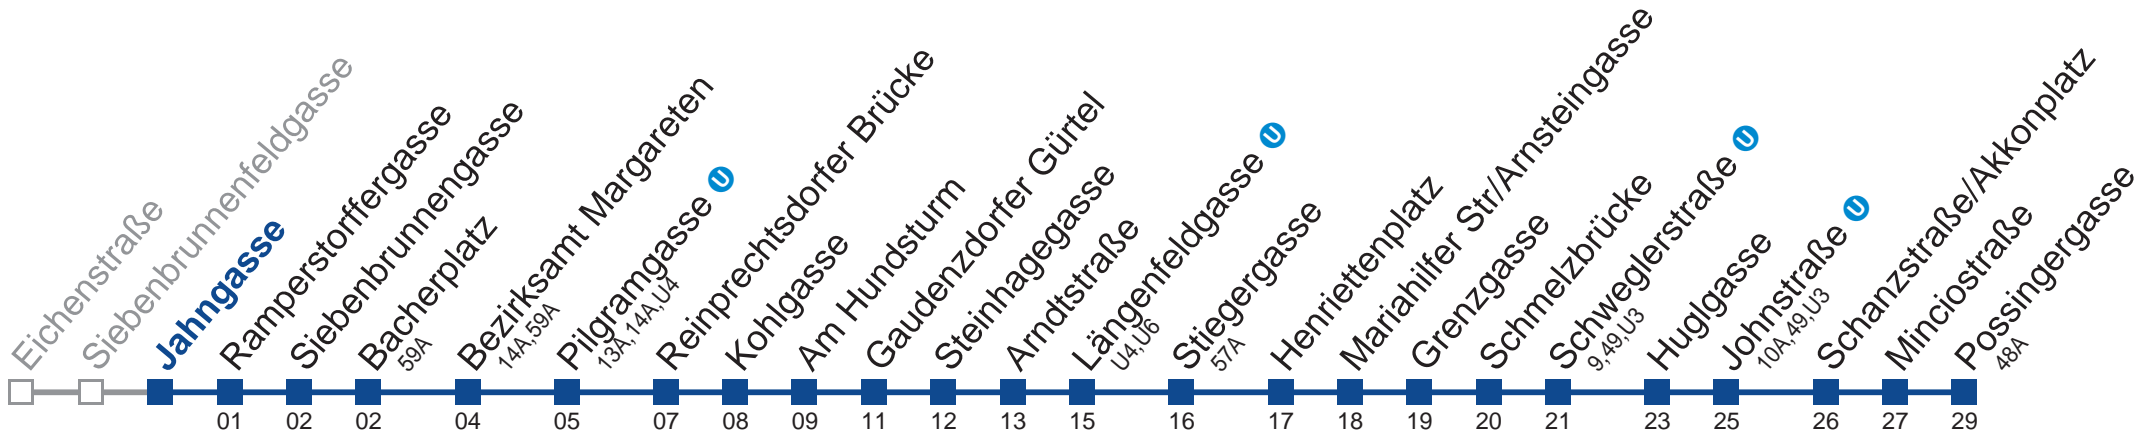 Eichenstraße
Siebenbrunnenfeldgasse
Jahngasse
Ramperstorffergasse
01
Siebenbrunnengasse
02
Bacherplatz
59A
02
Bezirksamt Margareten
14A, 59A
04
Pilgramgasse U
13A, 14A, U4
05
Reinprechtsdorfer Brücke
07
Kohlgasse
08
Am Hundsturm
09
Gaudenzdorfer Gürtel
11
Steinhagegasse
12
Arndtstraße
13
Längenfeldgasse U
U4, U6
15
Stiegergasse
57A
16
Henriettenplatz
17
Mariahilfer Str/Arnsteingasse
18
Grenzgasse
19
Schmelzbrücke
20
Schweglerstraße U
9, 49, U3
21
Huglgasse
23
Johnstraße U
10A, 49, U3
25
Schanzstraße/Akkonplatz
26
Minciostraße
27
Possingergasse
48A
29